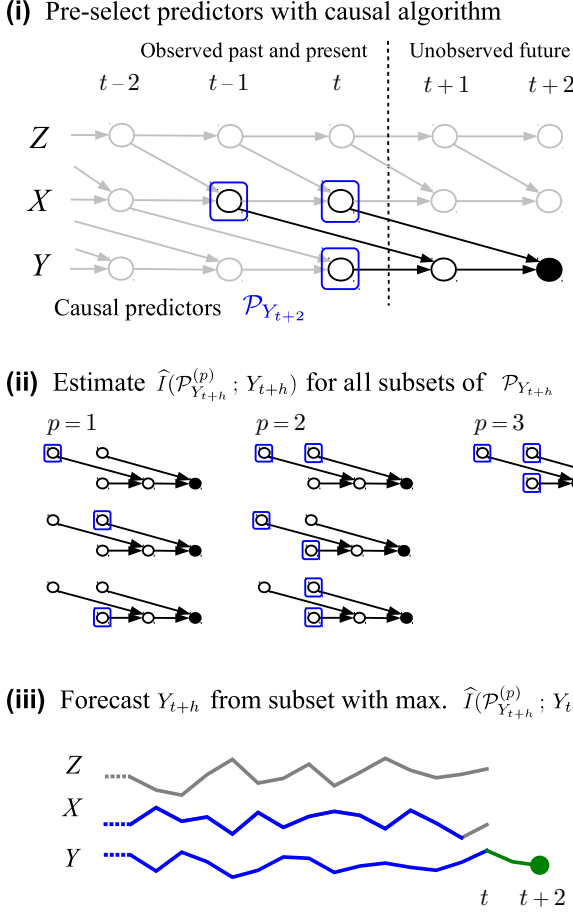 (i) Pre-select predictors with causal algorithm
Observed past and present Unobserved future
t – 2 t – 1 t t + 1 t + 2
Z
X
Y
Causal predictors 𝒫_{Y_{t+2}}
(ii) Estimate Î(𝒫^{(p)}_{Y_{t+h}} ; Y_{t+h}) for all subsets of 𝒫_{Y_{t+h}}
p = 1 p = 2 p = 3
(iii) Forecast Y_{t+h} from subset with max. Î(𝒫^{(p)}_{Y_{t+h}} ; Y_t
Z
X
Y
t t + 2